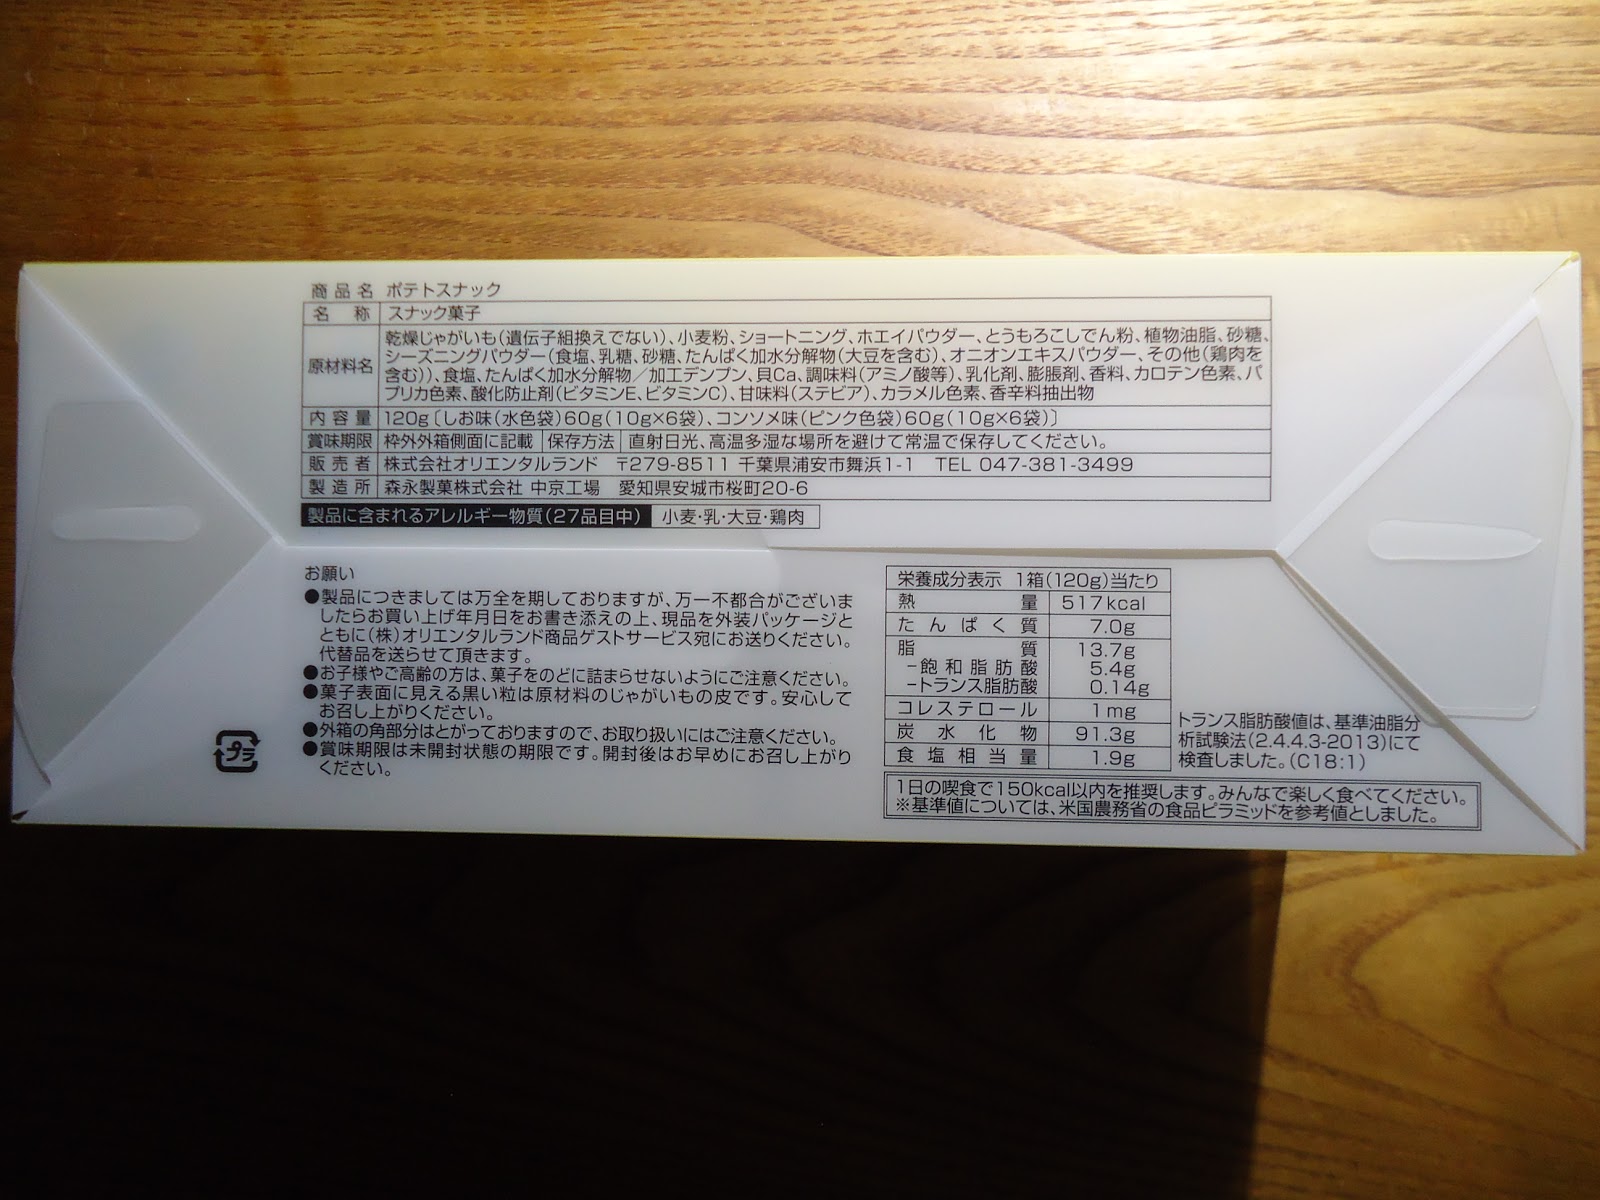 商品名 ポテトスナック
名称 スナック菓子
原材料名 乾燥じゃがいも(遺伝子組換えでない)、小麦粉、ショートニング、ホエイパウダー、とうもろこしでん粉、植物油脂、砂糖、
シーズニングパウダー(食塩、乳糖、砂糖、たんぱく加水分解物(大豆を含む)、オニオンエキスパウダー、その他(鶏肉を
含む))、食塩、たんぱく加水分解物/加工デンプン、貝Ca、調味料(アミノ酸等)、乳化剤、膨脹剤、香料、カロテン色素、パ
プリカ色素、酸化防止剤(ビタミンE、ビタミンC)、甘味料(ステビア)、カラメル色素、香辛料抽出物
内容量 120g〔しお味(水色袋)60g(10g×6袋)、コンソメ味(ピンク色袋)60g(10g×6袋)〕
賞味期限 枠外外箱側面に記載 保存方法 直射日光、高温多湿な場所を避けて常温で保存してください。
販売者 株式会社オリエンタルランド 〒279-8511 千葉県浦安市舞浜1-1 TEL 047-381-3499
製造所 森永製菓株式会社 中京工場 愛知県安城市桜町20-6
製品に含まれるアレルギー物質(27品目中) 小麦・乳・大豆・鶏肉
お願い
●製品につきましては万全を期しておりますが、万一不都合がございま
したらお買い上げ年月日をお書き添えの上、現品を外装パッケージと
ともに(株)オリエンタルランド商品ゲストサービス宛にお送りください。
代替品を送らせて頂きます。
●お子様やご高齢の方は、菓子をのどに詰まらせないようにご注意ください。
●菓子表面に見える黒い粒は原材料のじゃがいもの皮です。安心して
お召し上がりください。
●外箱の角部分はとがっておりますので、お取り扱いにはご注意ください。
●賞味期限は未開封状態の期限です。開封後はお早めにお召し上がり
ください。
プラ
栄養成分表示 1箱(120g)当たり
熱量 517kcal
たんぱく質 7.0g
脂質 13.7g
-飽和脂肪酸 5.4g
-トランス脂肪酸 0.14g
コレステロール 1mg
炭水化物 91.3g
食塩相当量 1.9g
トランス脂肪酸値は、基準油脂分
析試験法(2.4.4.3-2013)にて
検査しました。(C18:1)
1日の喫食で150kcal以内を推奨します。みんなで楽しく食べてください。
※基準値については、米国農務省の食品ピラミッドを参考値としました。